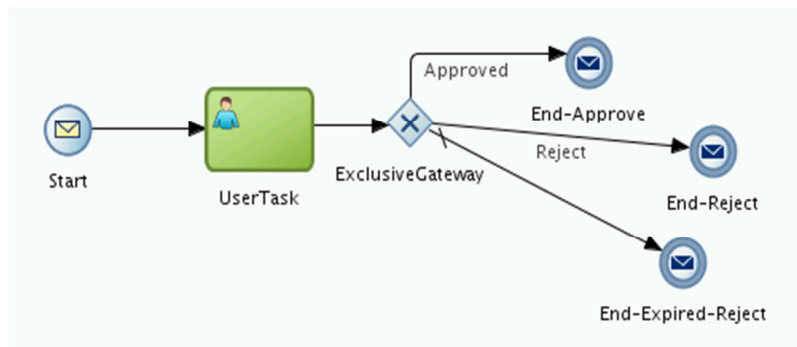 Start
UserTask
ExclusiveGateway
Approved
End-Approve
Reject
End-Reject
End-Expired-Reject